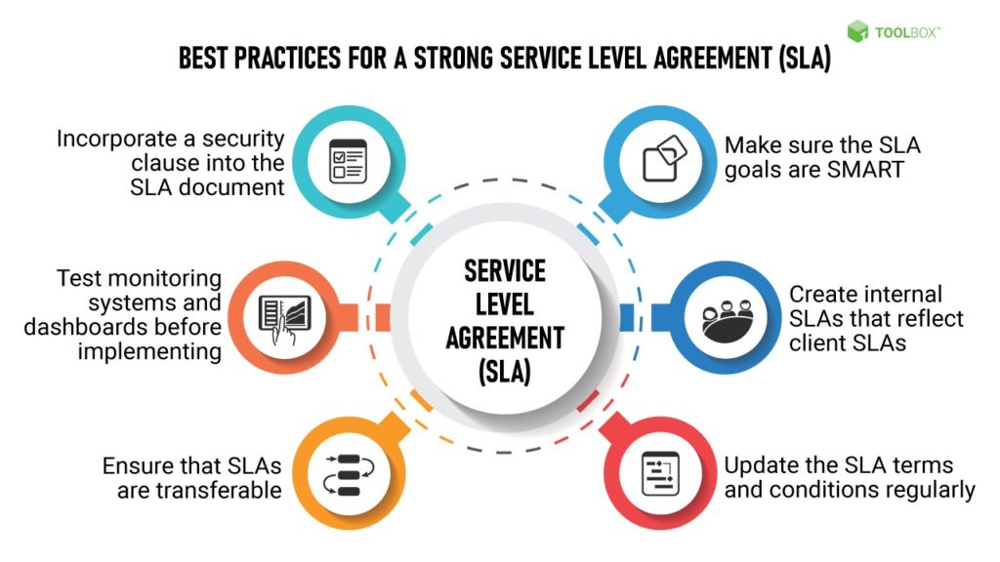 TOOLBOX™
BEST PRACTICES FOR A STRONG SERVICE LEVEL AGREEMENT (SLA)
Incorporate a security
clause into the
SLA document
Make sure the SLA
goals are SMART
Test monitoring
systems and
dashboards before
implementing
SERVICE
LEVEL
AGREEMENT
(SLA)
Create internal
SLAs that reflect
client SLAs
Ensure that SLAs
are transferable
Update the SLA terms
and conditions regularly